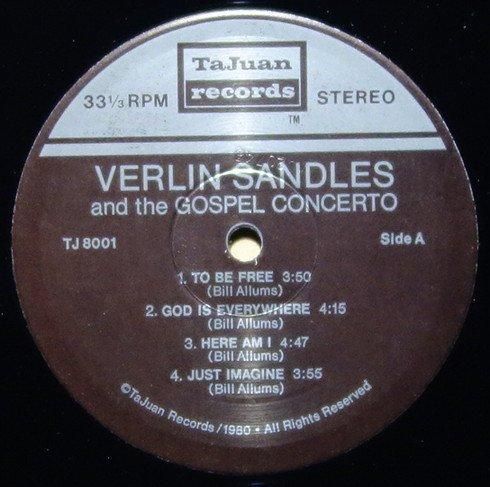 TaJuan
records
33 1/3 RPM
STEREO
TM
VERLIN SANDLES
and the GOSPEL CONCERTO
TJ 8001
Side A
1. TO BE FREE 3:50
(Bill Allums)
2. GOD IS EVERYWHERE 4:15
(Bill Allums)
3. HERE AM I 4:47
(Bill Allums)
4. JUST IMAGINE 3:55
(Bill Allums)
©TaJuan Records/1980 • All Rights Reserved